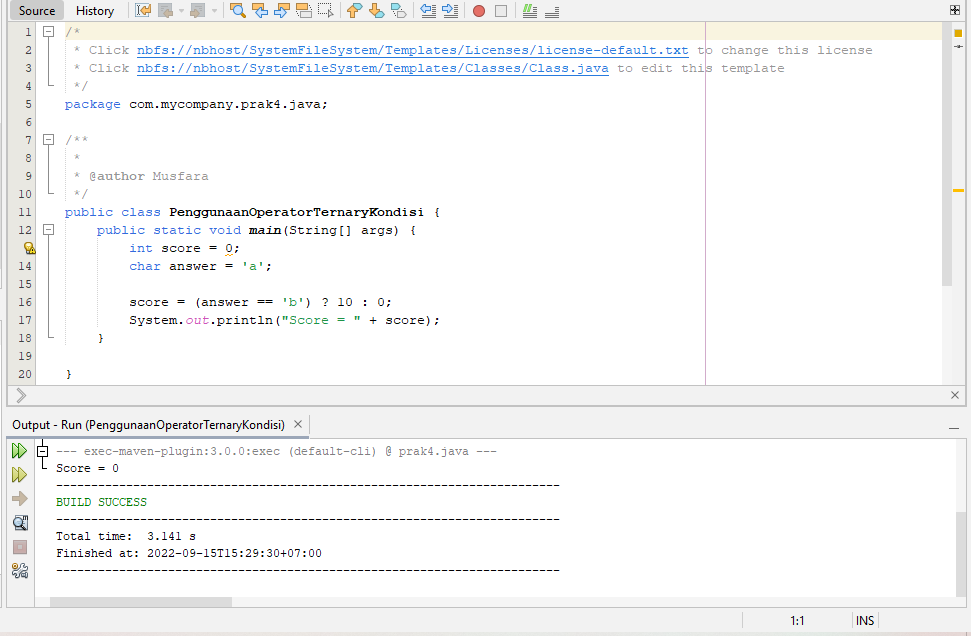 Source History
1 /*
2 * Click nbfs://nbhost/SystemFileSystem/Templates/Licenses/license-default.txt to change this license
3 * Click nbfs://nbhost/SystemFileSystem/Templates/Classes/Class.java to edit this template
4 */
5 package com.mycompany.prak4.java;
6
7 /**
8 *
9 * @author Musfara
10 */
11 public class PenggunaanOperatorTernaryKondisi {
12 public static void main(String[] args) {
int score = 0;
14 char answer = 'a';
15
16 score = (answer == 'b') ? 10 : 0;
17 System.out.println("Score = " + score);
18 }
19
20 }
Output - Run (PenggunaanOperatorTernaryKondisi)
--- exec-maven-plugin:3.0.0:exec (default-cli) @ prak4.java ---
Score = 0
------------------------------------------------------------------------
BUILD SUCCESS
------------------------------------------------------------------------
Total time: 3.141 s
Finished at: 2022-09-15T15:29:30+07:00
------------------------------------------------------------------------
1:1 INS